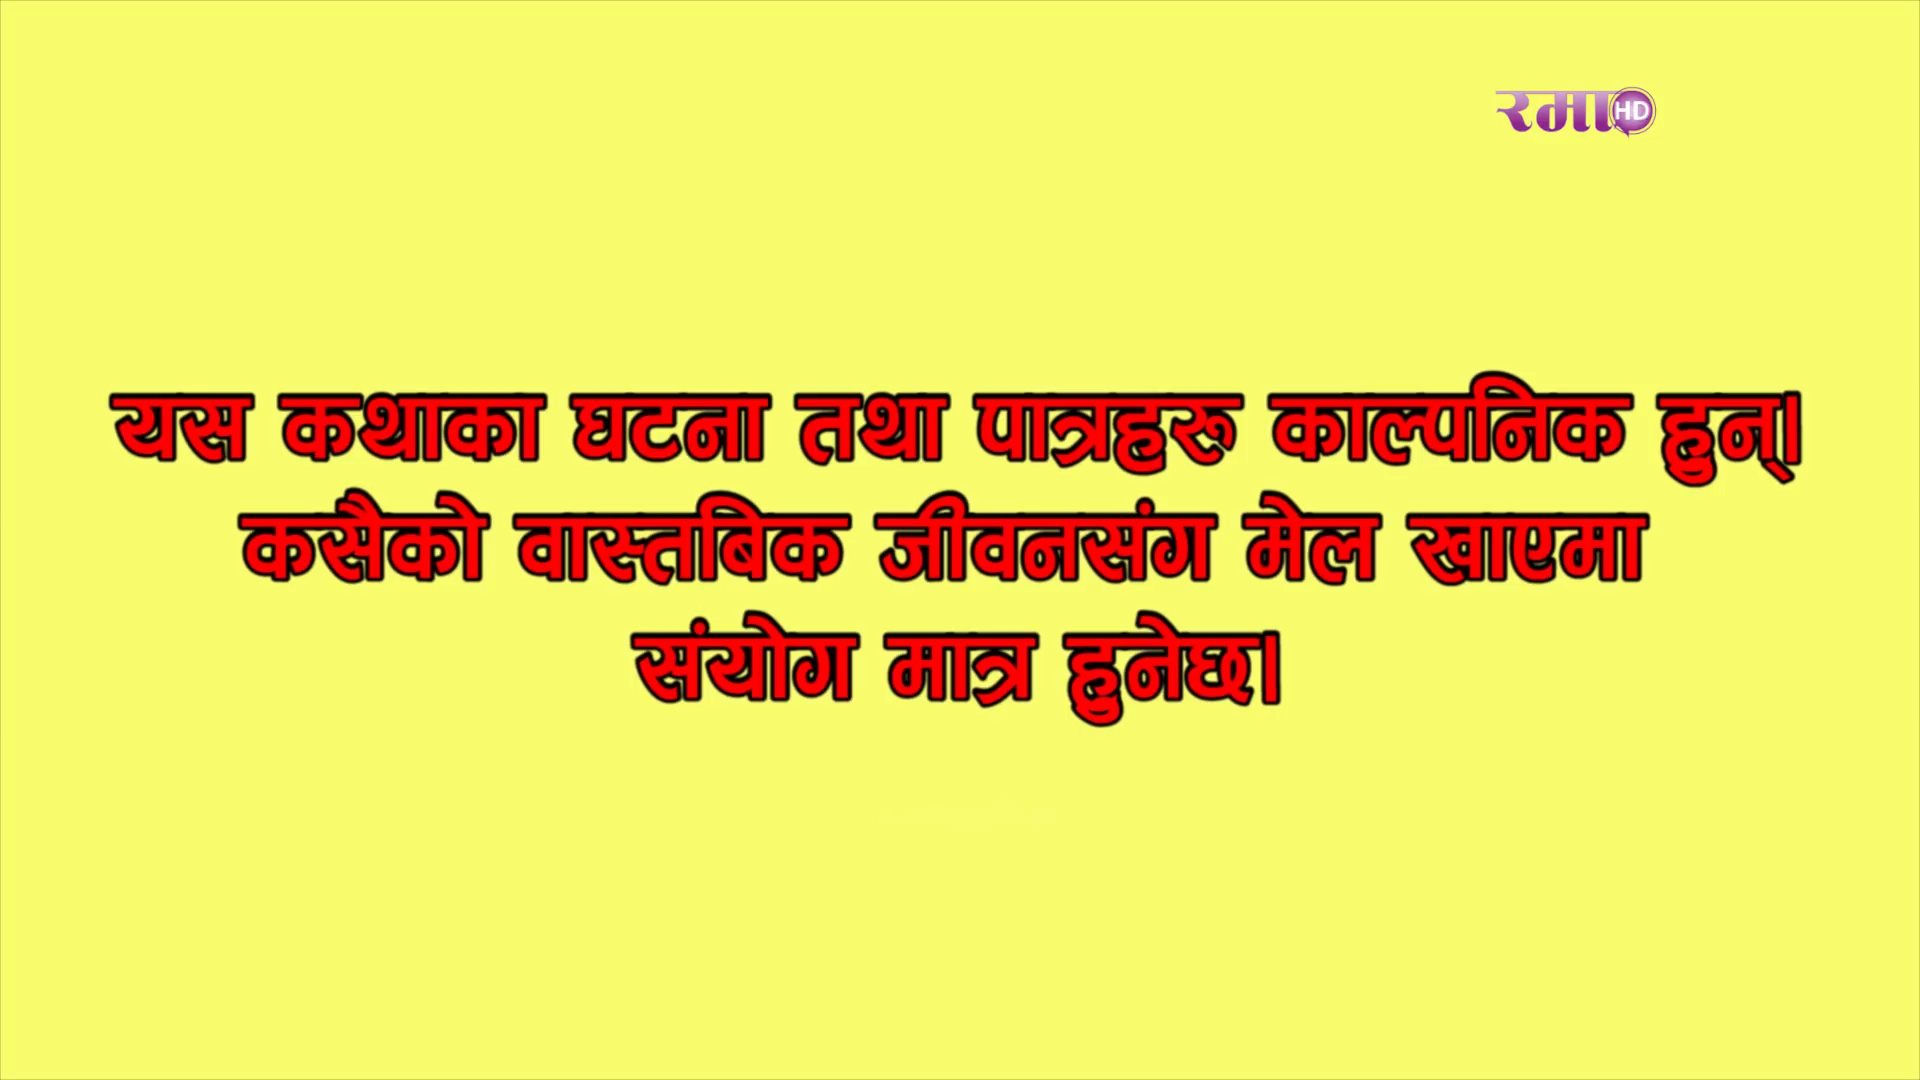 रमा HD
यस कथाका घटना तथा पात्रहरू काल्पनिक हुन्।
कसैको वास्तबिक जीवनसंग मेल खाएमा
संयोग मात्र हुनेछ।